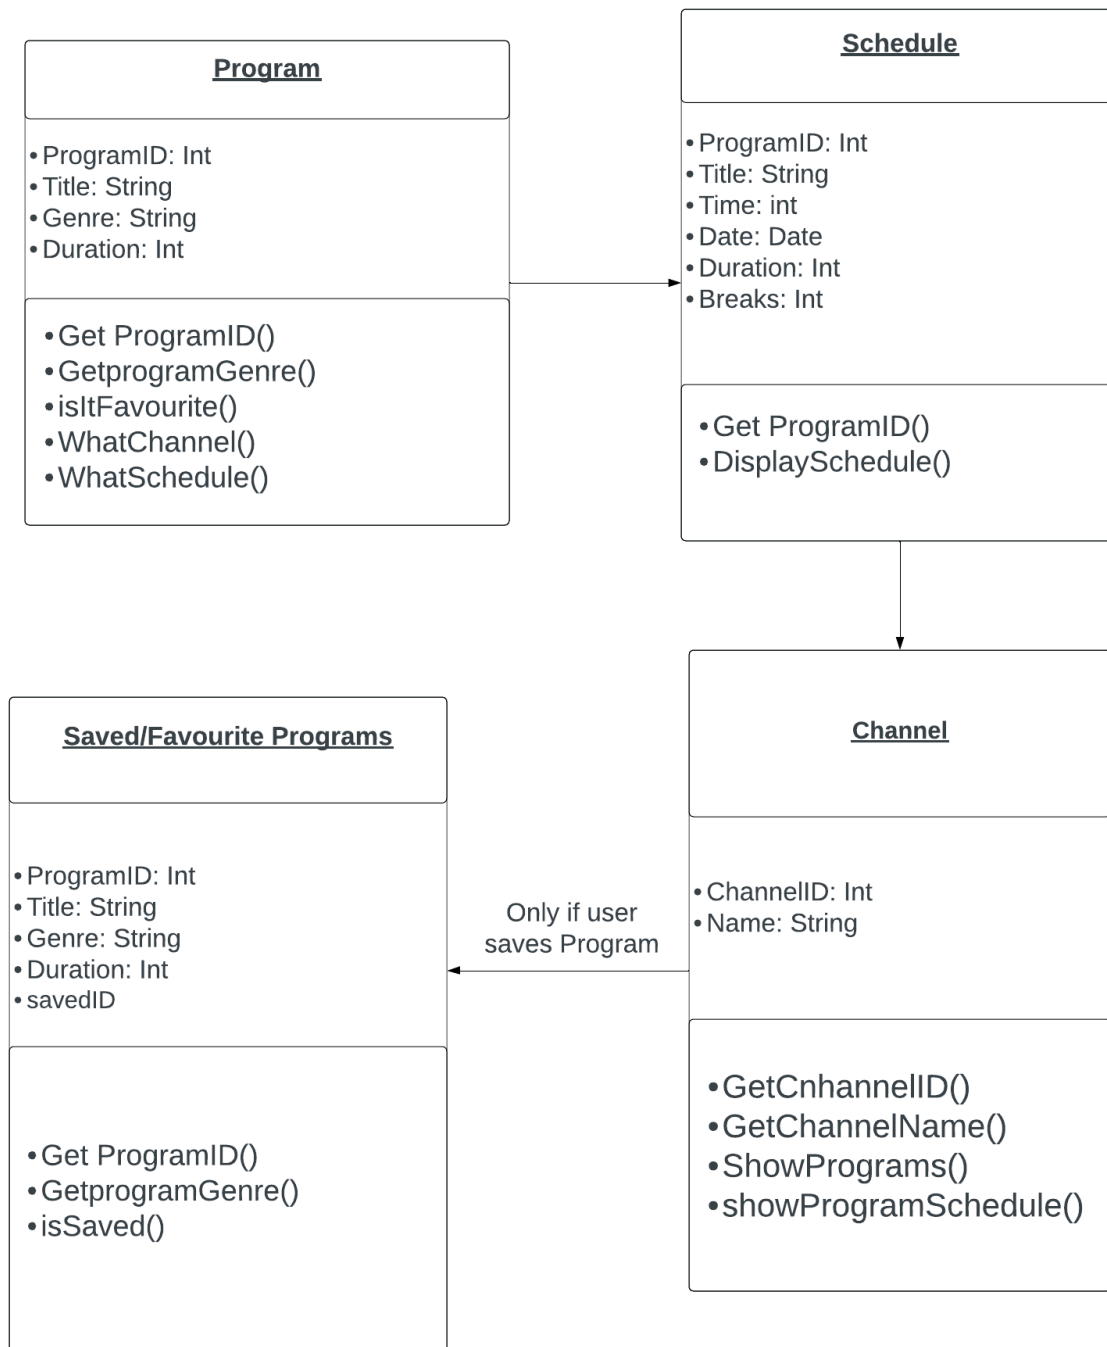 Program
• ProgramID: Int
• Title: String
• Genre: String
• Duration: Int
• Get ProgramID()
• GetprogramGenre()
• isItFavourite()
• WhatChannel()
• WhatSchedule()
Schedule
• ProgramID: Int
• Title: String
• Time: int
• Date: Date
• Duration: Int
• Breaks: Int
• Get ProgramID()
• DisplaySchedule()
Saved/Favourite Programs
• ProgramID: Int
• Title: String
• Genre: String
• Duration: Int
• savedID
• Get ProgramID()
• GetprogramGenre()
• isSaved()
Only if user
saves Program
Channel
• ChannelID: Int
• Name: String
• GetCnhannelID()
• GetChannelName()
• ShowPrograms()
• showProgramSchedule()